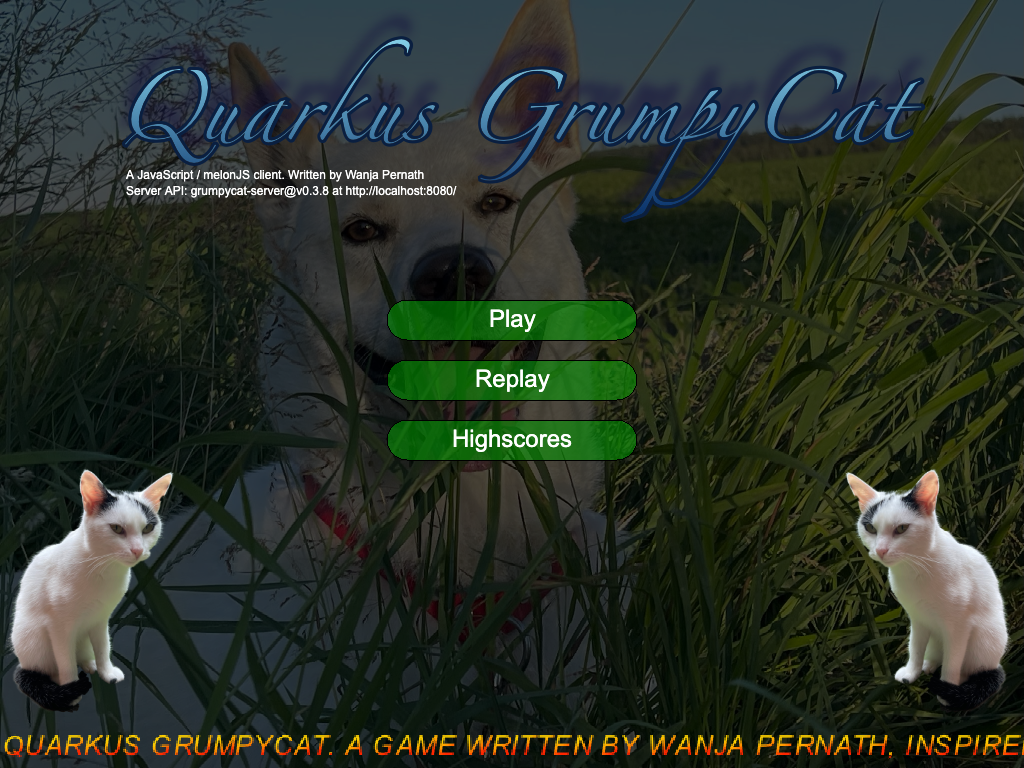 Quarkus GrumpyCat
A JavaScript / melonJS client. Written by Wanja Pernath
Server API: grumpycat-server@v0.3.8 at http://localhost:8080/
Play
Replay
Highscores
QUARKUS GRUMPYCAT. A GAME WRITTEN BY WANJA PERNATH, INSPIRE